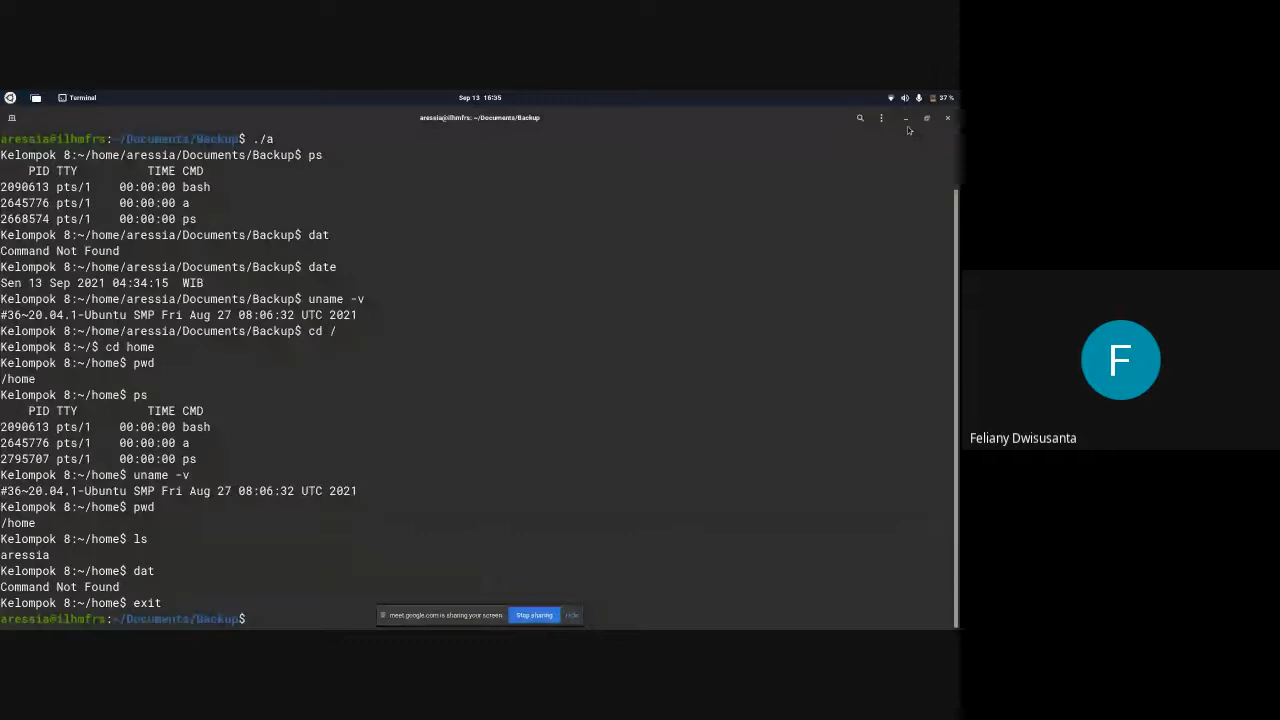 Terminal
Sep 13 16:35
37 %
aressia@ilhmfrs: ~/Documents/Backup
aressia@ilhmfrs:~/Documents/Backup$ ./a
Kelompok 8:~/home/aressia/Documents/Backup$ ps
PID TTY TIME CMD
2090613 pts/1 00:00:00 bash
2645776 pts/1 00:00:00 a
2668574 pts/1 00:00:00 ps
Kelompok 8:~/home/aressia/Documents/Backup$ dat
Command Not Found
Kelompok 8:~/home/aressia/Documents/Backup$ date
Sen 13 Sep 2021 04:34:15 WIB
Kelompok 8:~/home/aressia/Documents/Backup$ uname -v
#36~20.04.1-Ubuntu SMP Fri Aug 27 08:06:32 UTC 2021
Kelompok 8:~/home/aressia/Documents/Backup$ cd /
Kelompok 8:~/$ cd home
Kelompok 8:~/home$ pwd
/home
Kelompok 8:~/home$ ps
PID TTY TIME CMD
2090613 pts/1 00:00:00 bash
2645776 pts/1 00:00:00 a
2795707 pts/1 00:00:00 ps
Kelompok 8:~/home$ uname -v
#36~20.04.1-Ubuntu SMP Fri Aug 27 08:06:32 UTC 2021
Kelompok 8:~/home$ pwd
/home
Kelompok 8:~/home$ ls
aressia
Kelompok 8:~/home$ dat
Command Not Found
Kelompok 8:~/home$ exit
aressia@ilhmfrs:~/Documents/Backup$
meet.google.com is sharing your screen. Stop sharing Hide
F
Feliany Dwisusanta